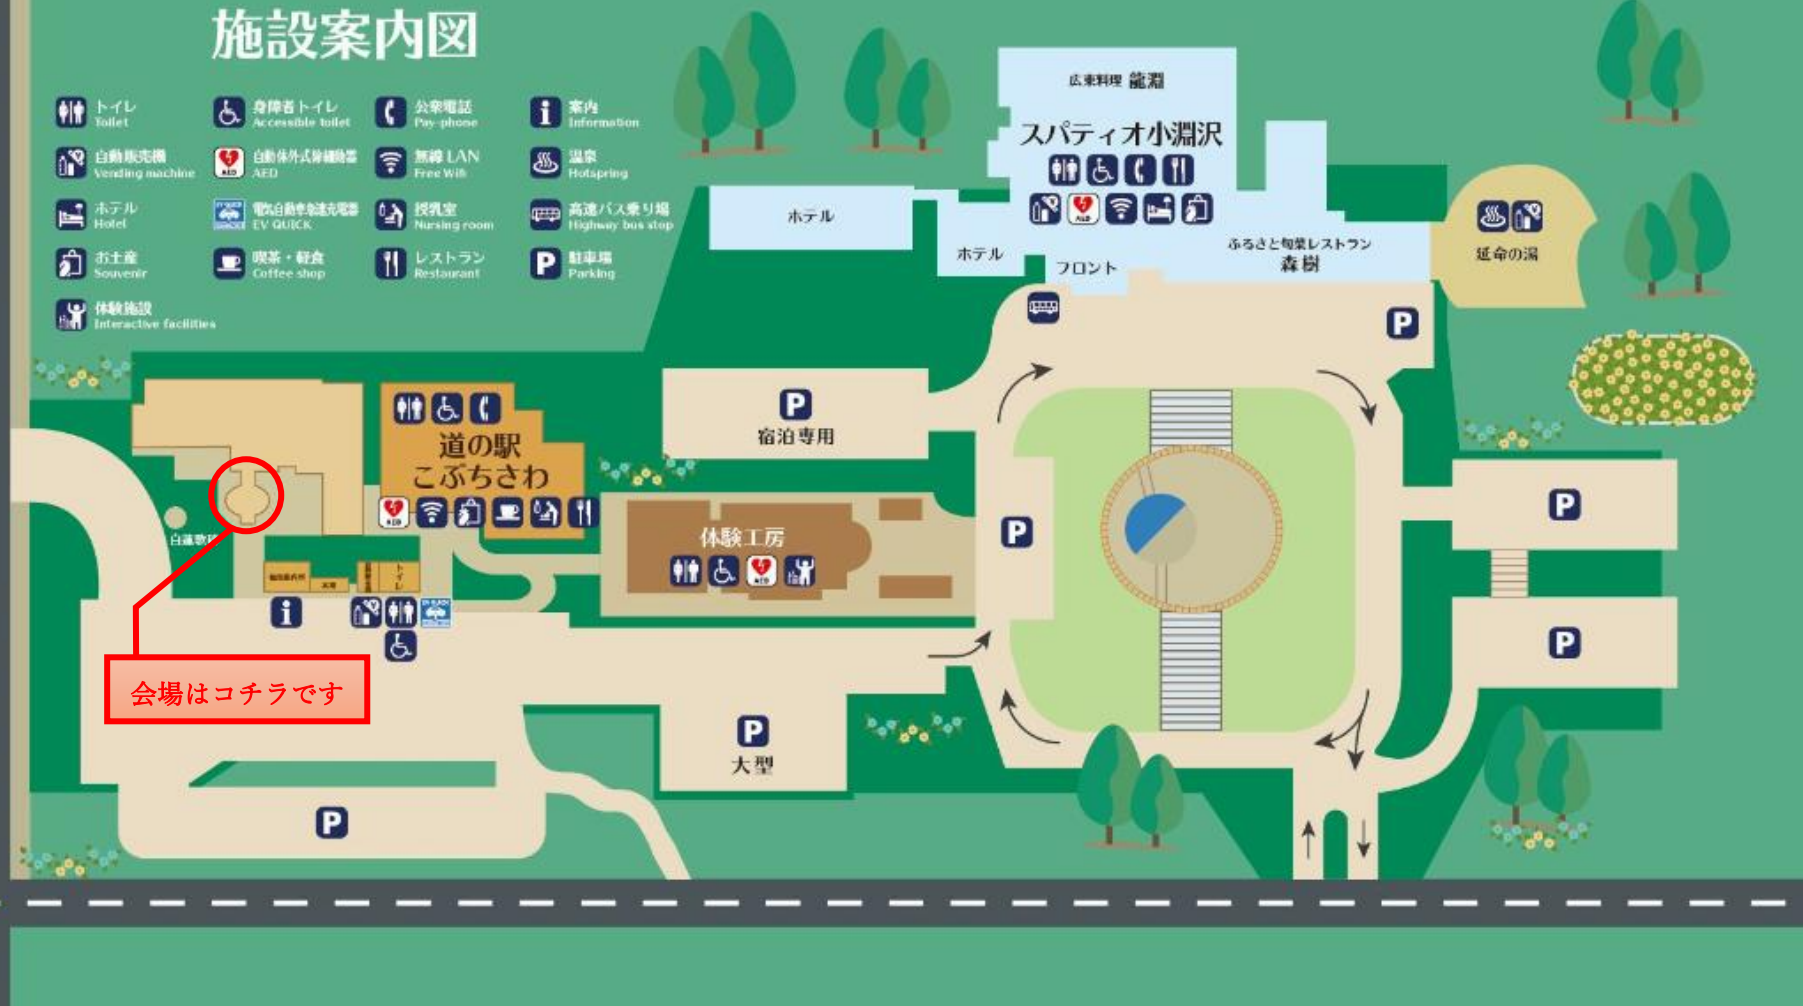 施設案内図
トイレ
Toilet
身障者トイレ
Accessible toilet
公衆電話
Pay-phone
案内
Information
自動販売機
Vending machine
自動体外式除細動器
AED
無線 LAN
Free Wifi
温泉
Hotspring
ホテル
Hotel
電気自動車急速充電器
EV QUICK
授乳室
Nursing room
高速バス乗り場
Highway bus stop
お土産
Souvenir
喫茶・軽食
Coffee shop
レストラン
Restaurant
駐車場
Parking
体験施設
Interactive facilities
広東料理 龍淵
スパティオ小淵沢
ホテル
ホテル
フロント
ふるさと旬菜レストラン
森樹
延命の湯
P
P
宿泊専用
道の駅
こぶちさわ
AED
体験工房
AED
P
P
P
白蓮歌
トイレ
会場はコチラです
P
大型
P